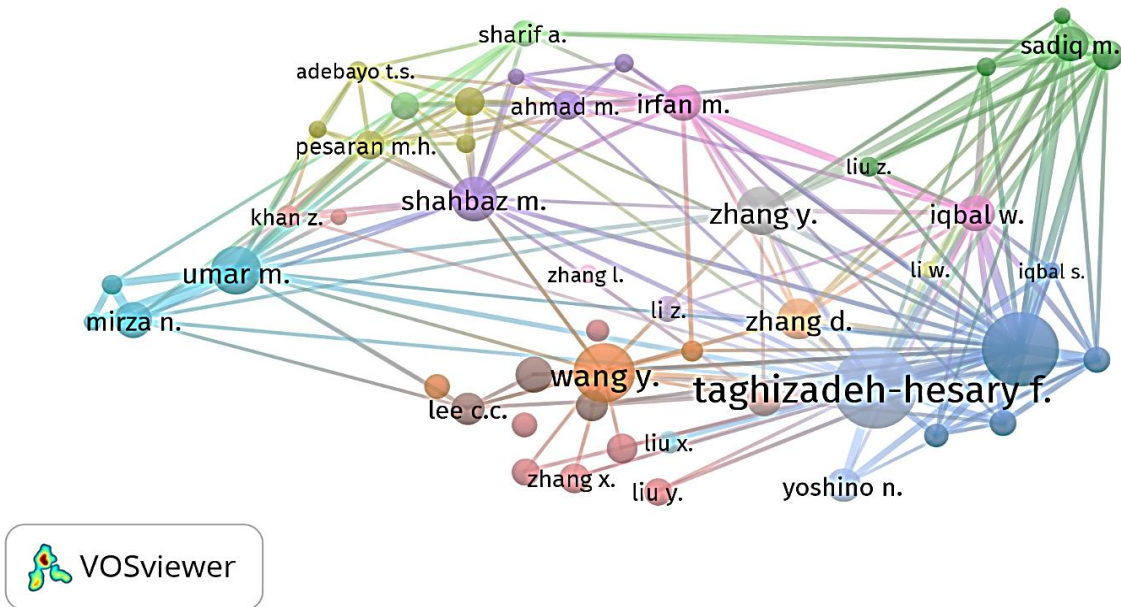 sharif a.
sadiq m.
adebayo t.s.
ahmad m.
irfan m.
pesaran m.h.
liu z.
shahbaz m.
khan z.
zhang y.
iqbal w.
umar m.
zhang l.
li w.
iqbal s.
mirza n.
li z.
zhang d.
wang y.
taghizadeh-hesary f.
lee c.c.
liu x.
zhang x.
liu y.
yoshino n.
VOSviewer